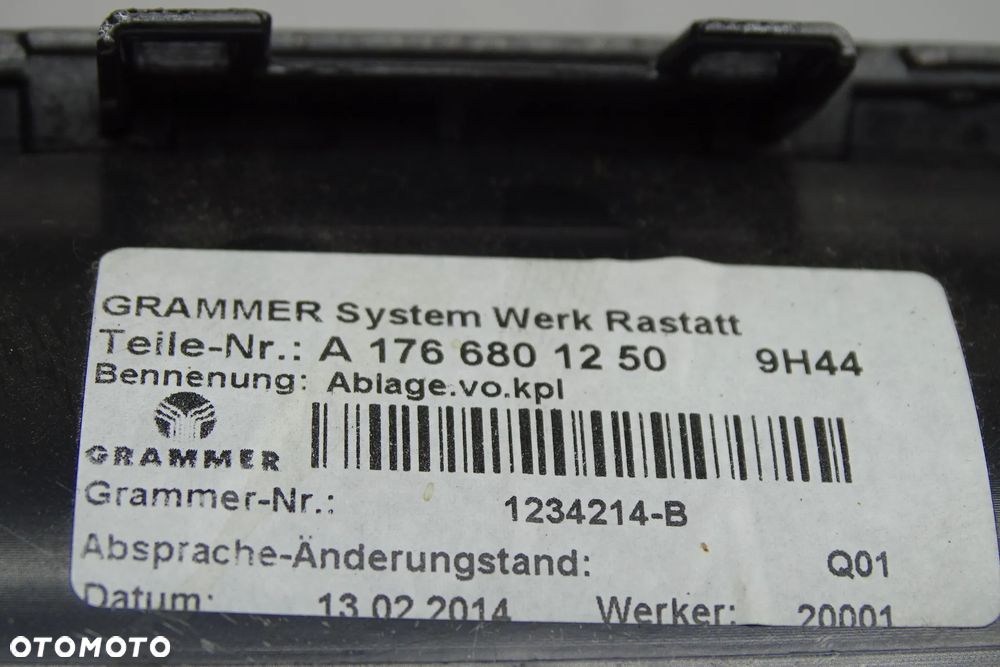 GRAMMER System Werk Rastatt
Teile-Nr.: A 176 680 12 50 9H44
Bennenung: Ablage.vo.kpl
GRAMMER
Grammer-Nr.: 1234214-B
Absprache-Änderungstand: Q01
Datum: 13.02.2014 Werker: 20001
OTOMOTO